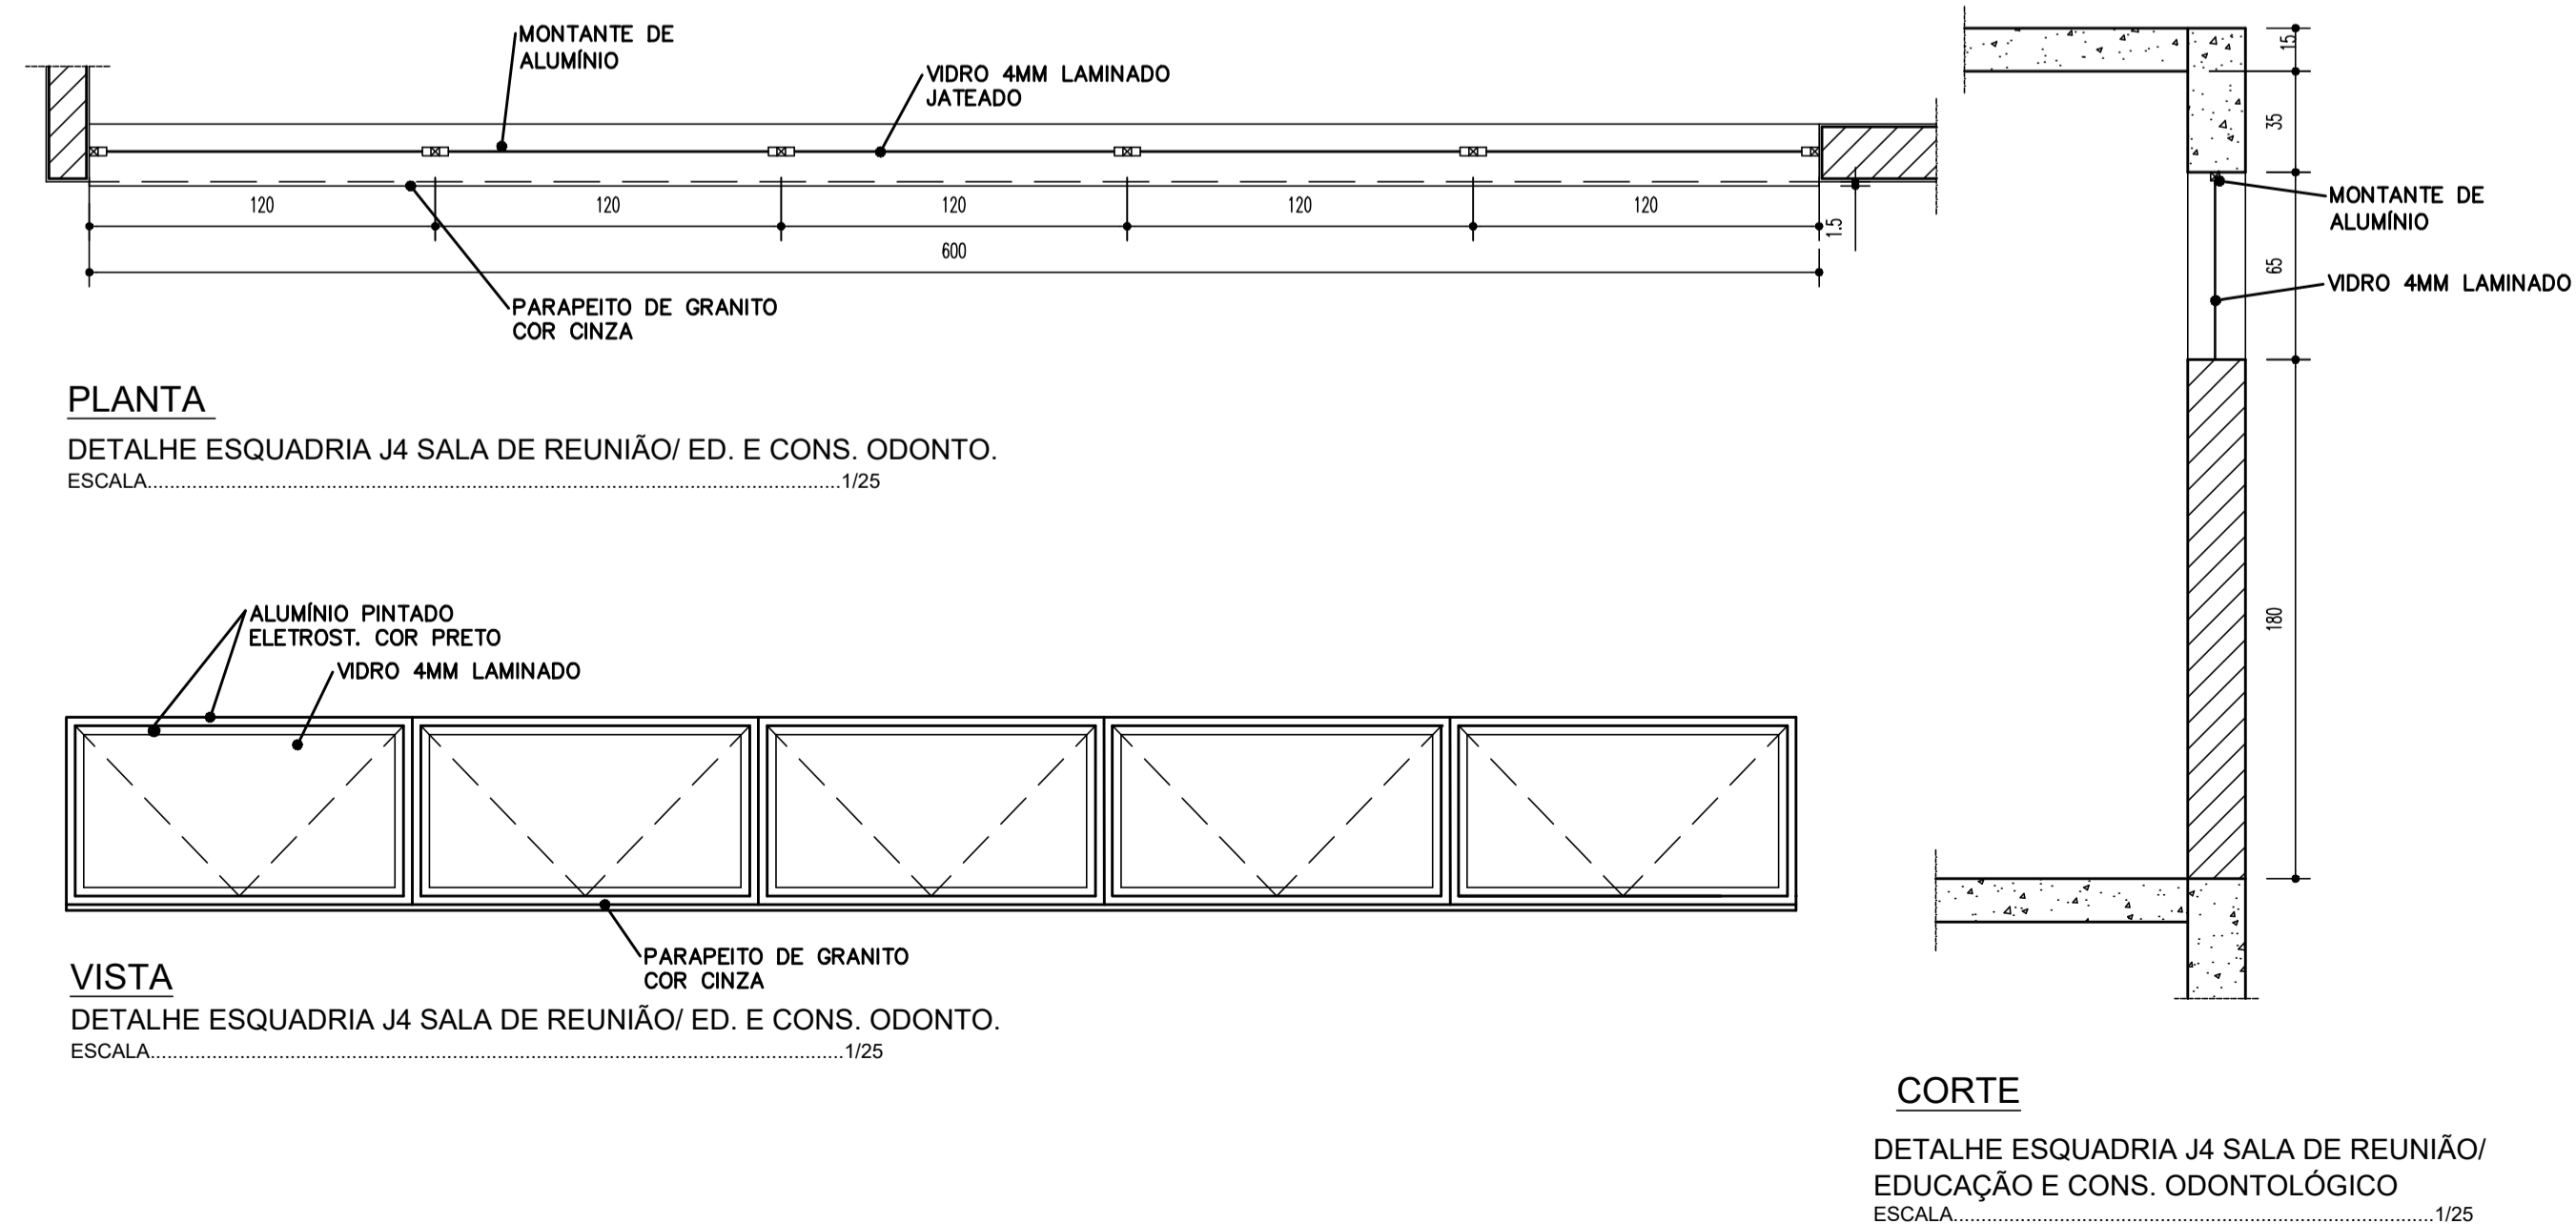 MONTANTE DE
ALUMÍNIO
VIDRO 4MM LAMINADO
JATEADO
120
120
120
120
120
600
1.5
PARAPEITO DE GRANITO
COR CINZA
PLANTA
DETALHE ESQUADRIA J4 SALA DE REUNIÃO/ ED. E CONS. ODONTO.
ESCALA.......................................................................................................1/25
ALUMÍNIO PINTADO
ELETROST. COR PRETO
VIDRO 4MM LAMINADO
PARAPEITO DE GRANITO
COR CINZA
VISTA
DETALHE ESQUADRIA J4 SALA DE REUNIÃO/ ED. E CONS. ODONTO.
ESCALA.......................................................................................................1/25
15
35
MONTANTE DE
ALUMÍNIO
65
VIDRO 4MM LAMINADO
180
CORTE
DETALHE ESQUADRIA J4 SALA DE REUNIÃO/
EDUCAÇÃO E CONS. ODONTOLÓGICO
ESCALA.......................................................................1/25